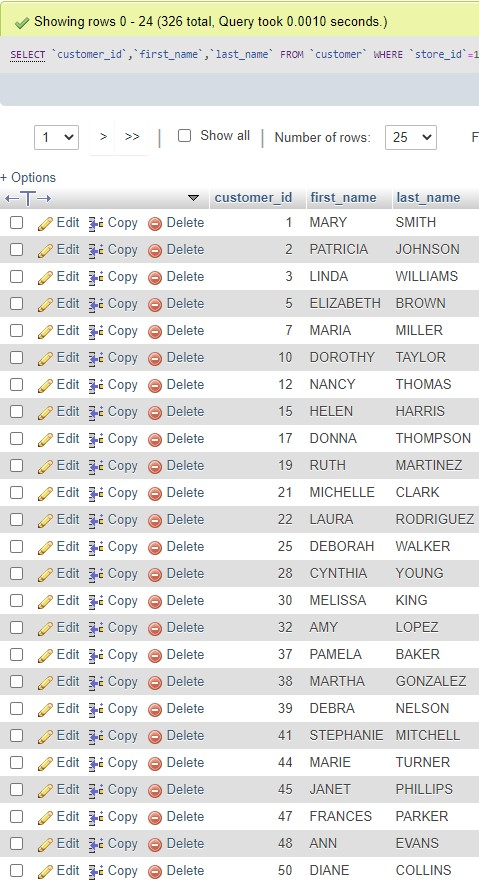 Showing rows 0 - 24 (326 total, Query took 0.0010 seconds.)
SELECT `customer_id`,`first_name`,`last_name` FROM `customer` WHERE `store_id`=1
1 > >> | Show all | Number of rows: 25 F
+ Options
←T→ customer_id first_name last_name
Edit Copy Delete 1 MARY SMITH
Edit Copy Delete 2 PATRICIA JOHNSON
Edit Copy Delete 3 LINDA WILLIAMS
Edit Copy Delete 5 ELIZABETH BROWN
Edit Copy Delete 7 MARIA MILLER
Edit Copy Delete 10 DOROTHY TAYLOR
Edit Copy Delete 12 NANCY THOMAS
Edit Copy Delete 15 HELEN HARRIS
Edit Copy Delete 17 DONNA THOMPSON
Edit Copy Delete 19 RUTH MARTINEZ
Edit Copy Delete 21 MICHELLE CLARK
Edit Copy Delete 22 LAURA RODRIGUEZ
Edit Copy Delete 25 DEBORAH WALKER
Edit Copy Delete 28 CYNTHIA YOUNG
Edit Copy Delete 30 MELISSA KING
Edit Copy Delete 32 AMY LOPEZ
Edit Copy Delete 37 PAMELA BAKER
Edit Copy Delete 38 MARTHA GONZALEZ
Edit Copy Delete 39 DEBRA NELSON
Edit Copy Delete 41 STEPHANIE MITCHELL
Edit Copy Delete 44 MARIE TURNER
Edit Copy Delete 45 JANET PHILLIPS
Edit Copy Delete 47 FRANCES PARKER
Edit Copy Delete 48 ANN EVANS
Edit Copy Delete 50 DIANE COLLINS